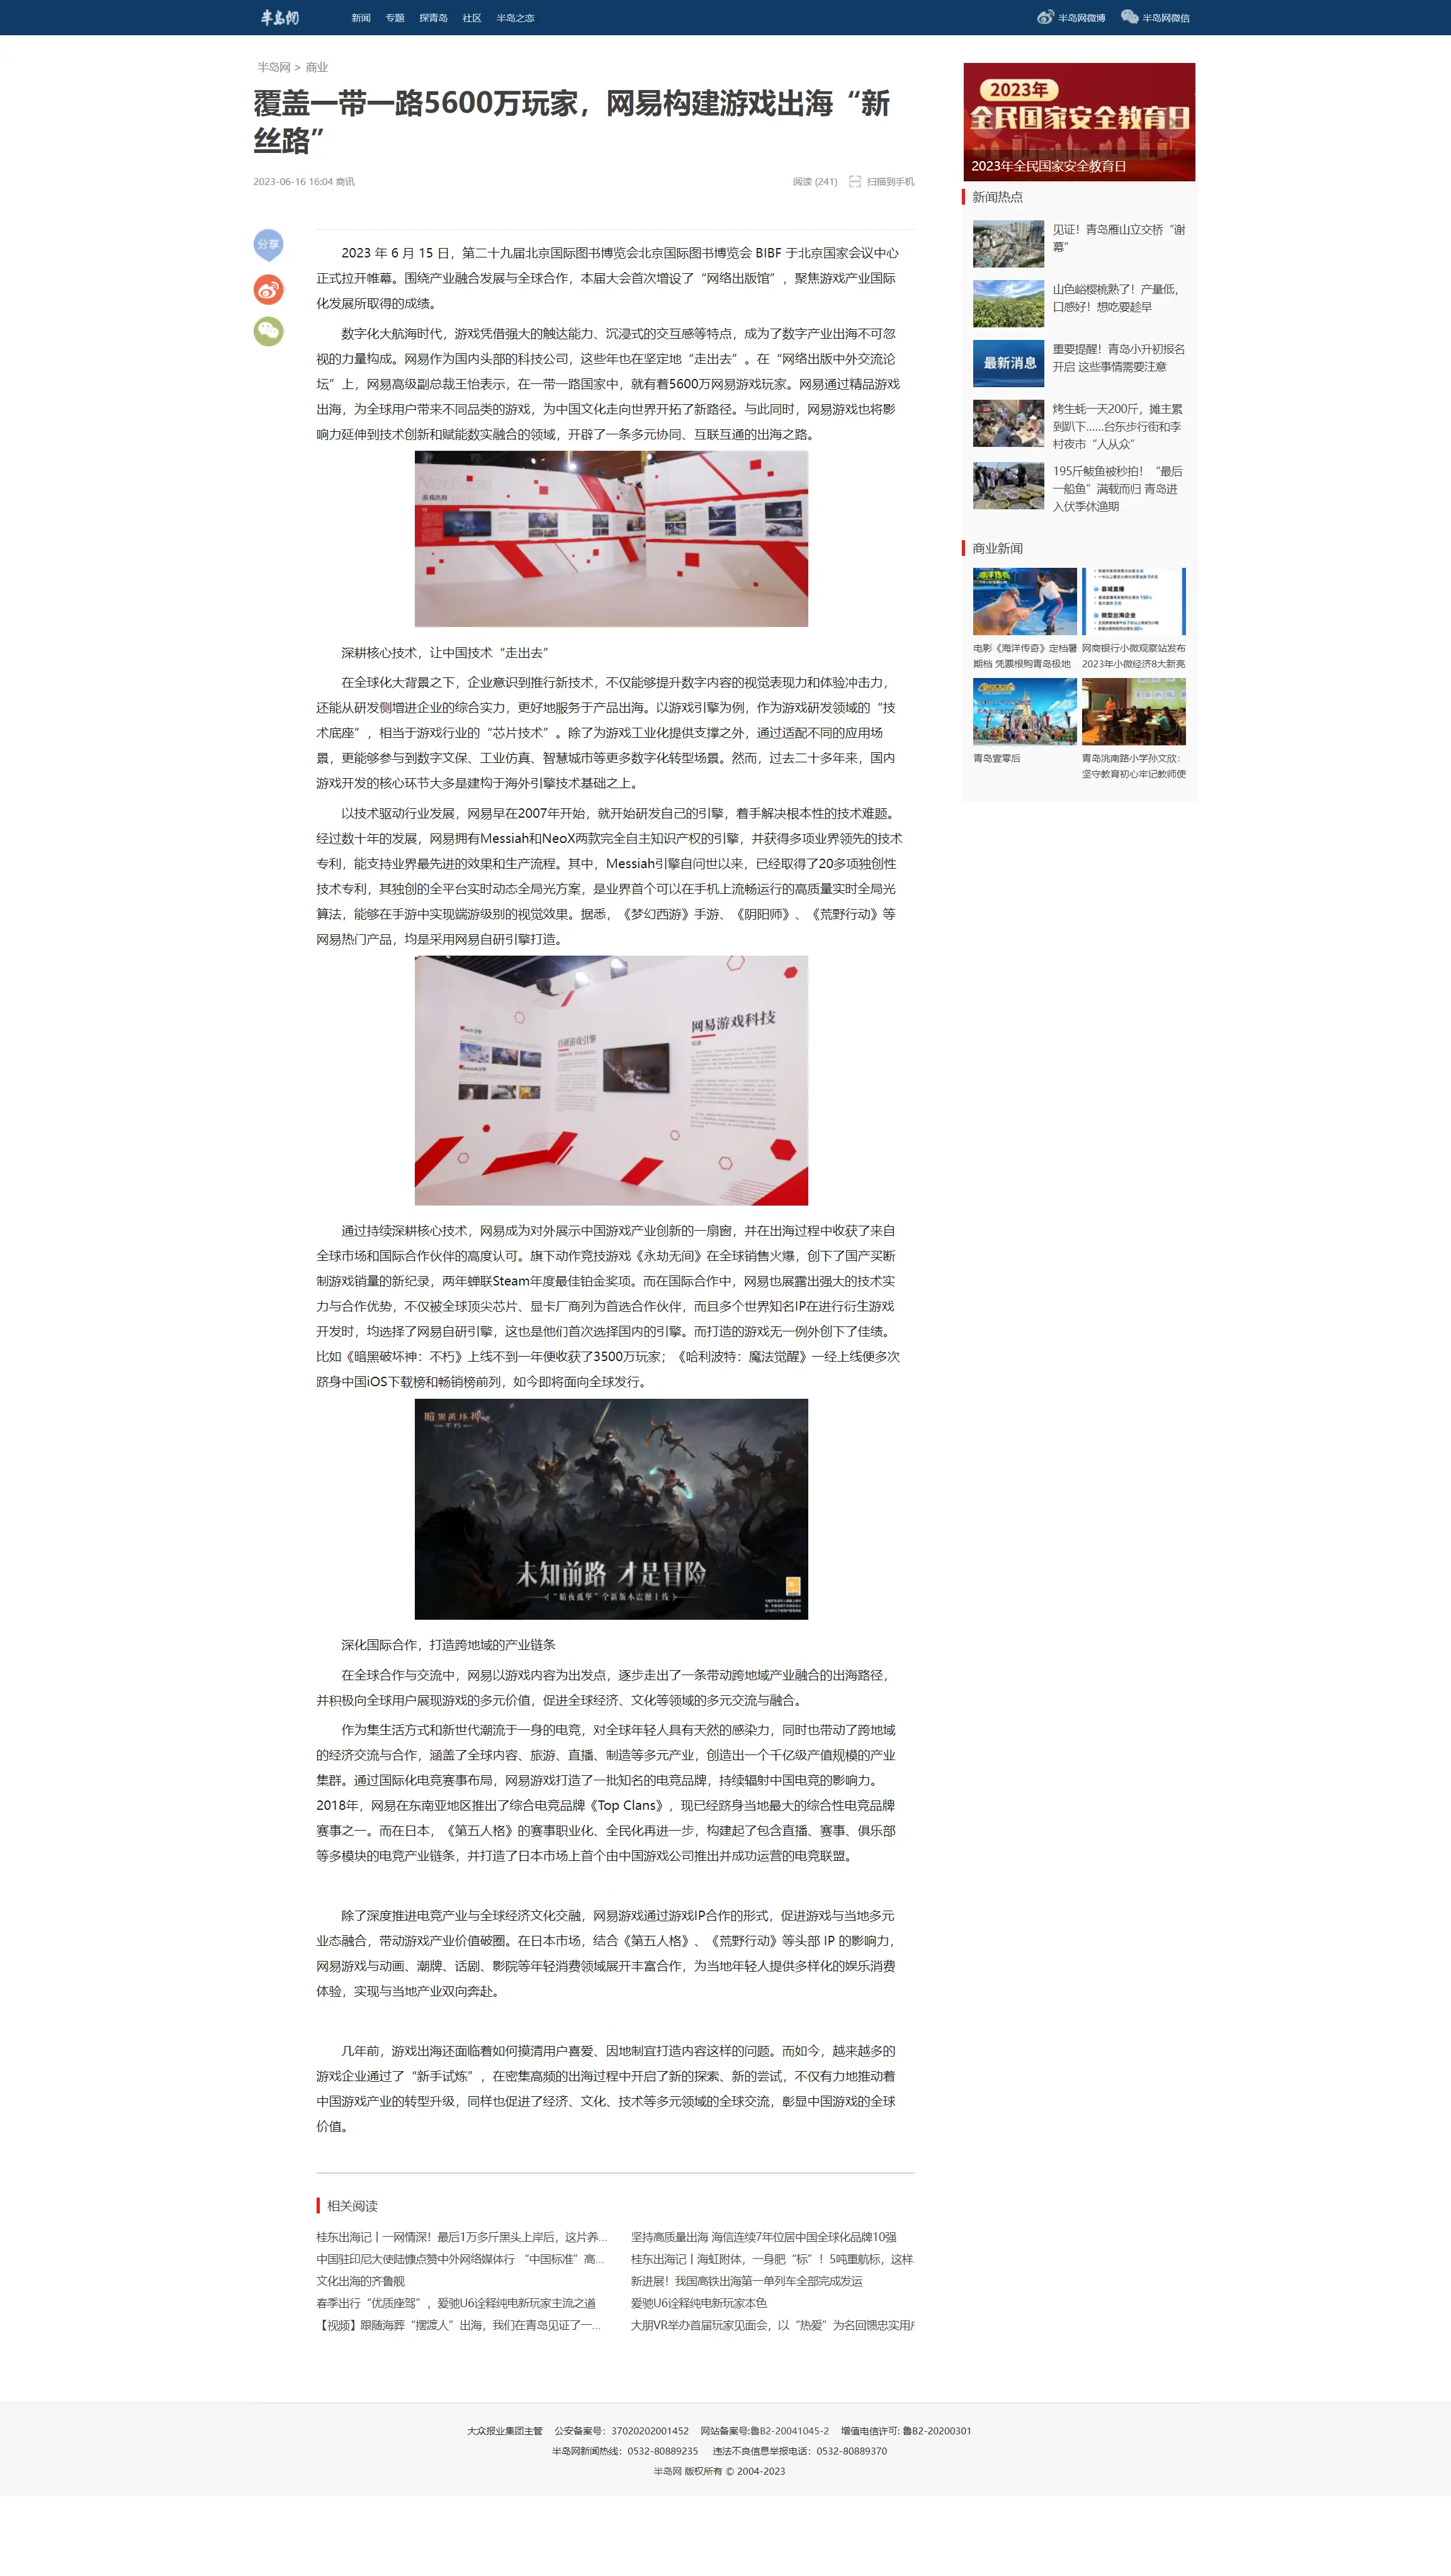 半岛网 新闻 专题 探青岛 社区 半岛之恋 半岛网微博 半岛网微信
半岛网 > 商业
覆盖一带一路5600万玩家，网易构建游戏出海“新
丝路”
2023-06-16 16:04 商讯 阅读 (241) 扫描到手机
分享
2023 年 6 月 15 日，第二十九届北京国际图书博览会北京国际图书博览会 BIBF 于北京国家会议中心
正式拉开帷幕。围绕产业融合发展与全球合作，本届大会首次增设了“网络出版馆”，聚焦游戏产业国际
化发展所取得的成绩。
数字化大航海时代，游戏凭借强大的触达能力、沉浸式的交互感等特点，成为了数字产业出海不可忽
视的力量构成。网易作为国内头部的科技公司，这些年也在坚定地“走出去”。在“网络出版中外交流论
坛”上，网易高级副总裁王怡表示，在一带一路国家中，就有着5600万网易游戏玩家。网易通过精品游戏
出海，为全球用户带来不同品类的游戏，为中国文化走向世界开拓了新路径。与此同时，网易游戏也将影
响力延伸到技术创新和赋能数实融合的领域，开辟了一条多元协同、互联互通的出海之路。
游戏出海
深耕核心技术，让中国技术“走出去”
在全球化大背景之下，企业意识到推行新技术，不仅能够提升数字内容的视觉表现力和体验冲击力，
还能从研发侧增进企业的综合实力，更好地服务于产品出海。以游戏引擎为例，作为游戏研发领域的“技
术底座”，相当于游戏行业的“芯片技术”。除了为游戏工业化提供支撑之外，通过适配不同的应用场
景，更能够参与到数字文保、工业仿真、智慧城市等更多数字化转型场景。然而，过去二十多年来，国内
游戏开发的核心环节大多是建构于海外引擎技术基础之上。
以技术驱动行业发展，网易早在2007年开始，就开始研发自己的引擎，着手解决根本性的技术难题。
经过数十年的发展，网易拥有Messiah和NeoX两款完全自主知识产权的引擎，并获得多项业界领先的技术
专利，能支持业界最先进的效果和生产流程。其中，Messiah引擎自问世以来，已经取得了20多项独创性
技术专利，其独创的全平台实时动态全局光方案，是业界首个可以在手机上流畅运行的高质量实时全局光
算法，能够在手游中实现端游级别的视觉效果。据悉，《梦幻西游》手游、《阴阳师》、《荒野行动》等
网易热门产品，均是采用网易自研引擎打造。
网易游戏科技
自研游戏引擎
通过持续深耕核心技术，网易成为对外展示中国游戏产业创新的一扇窗，并在出海过程中收获了来自
全球市场和国际合作伙伴的高度认可。旗下动作竞技游戏《永劫无间》在全球销售火爆，创下了国产买断
制游戏销量的新纪录，两年蝉联Steam年度最佳铂金奖项。而在国际合作中，网易也展露出强大的技术实
力与合作优势，不仅被全球顶尖芯片、显卡厂商列为首选合作伙伴，而且多个世界知名IP在进行衍生游戏
开发时，均选择了网易自研引擎，这也是他们首次选择国内的引擎。而打造的游戏无一例外创下了佳绩。
比如《暗黑破坏神：不朽》上线不到一年便收获了3500万玩家；《哈利波特：魔法觉醒》一经上线便多次
跻身中国iOS下载榜和畅销榜前列，如今即将面向全球发行。
暗黑破坏神
不朽
未知前路 才是冒险
“暗夜孤堡”全新版本震撼上线
深化国际合作，打造跨地域的产业链条
在全球合作与交流中，网易以游戏内容为出发点，逐步走出了一条带动跨地域产业融合的出海路径，
并积极向全球用户展现游戏的多元价值，促进全球经济、文化等领域的多元交流与融合。
作为集生活方式和新世代潮流于一身的电竞，对全球年轻人具有天然的感染力，同时也带动了跨地域
的经济交流与合作，涵盖了全球内容、旅游、直播、制造等多元产业，创造出一个千亿级产值规模的产业
集群。通过国际化电竞赛事布局，网易游戏打造了一批知名的电竞品牌，持续辐射中国电竞的影响力。
2018年，网易在东南亚地区推出了综合电竞品牌《Top Clans》，现已经跻身当地最大的综合性电竞品牌
赛事之一。而在日本，《第五人格》的赛事职业化、全民化再进一步，构建起了包含直播、赛事、俱乐部
等多模块的电竞产业链条，并打造了日本市场上首个由中国游戏公司推出并成功运营的电竞联盟。
除了深度推进电竞产业与全球经济文化交融，网易游戏通过游戏IP合作的形式，促进游戏与当地多元
业态融合，带动游戏产业价值破圈。在日本市场，结合《第五人格》、《荒野行动》等头部 IP 的影响力，
网易游戏与动画、潮牌、话剧、影院等年轻消费领域展开丰富合作，为当地年轻人提供多样化的娱乐消费
体验，实现与当地产业双向奔赴。
几年前，游戏出海还面临着如何摸清用户喜爱、因地制宜打造内容这样的问题。而如今，越来越多的
游戏企业通过了“新手试炼”，在密集高频的出海过程中开启了新的探索、新的尝试，不仅有力地推动着
中国游戏产业的转型升级，同样也促进了经济、文化、技术等多元领域的全球交流，彰显中国游戏的全球
价值。
相关阅读
桂东出海记丨一网情深！最后1万多斤黑头上岸后，这片养... 坚持高质量出海 海信连续7年位居中国全球化品牌10强
中国驻印尼大使陆慷点赞中外网络媒体行 “中国标准”高... 桂东出海记丨海虹附体，一身肥“标”！5吨重航标，这样
文化出海的齐鲁舰 新进展！我国高铁出海第一单列车全部完成发运
春季出行“优质座驾”，爱驰U6诠释纯电新玩家主流之道 爱驰U6诠释纯电新玩家本色
【视频】跟随海葬“摆渡人”出海，我们在青岛见证了一... 大朋VR举办首届玩家见面会，以“热爱”为名回馈忠实用户
2023年
全民国家安全教育日
2023年全民国家安全教育日
新闻热点
见证！青岛雁山立交桥“谢
幕”
山色峪樱桃熟了！产量低，
口感好！想吃要趁早
最新消息
重要提醒！青岛小升初报名
开启 这些事情需要注意
烤生蚝一天200斤，摊主累
到趴下……台东步行街和李
村夜市“人从众”
195斤鲅鱼被秒拍！“最后
一船鱼”满载而归 青岛进
入伏季休渔期
商业新闻
海洋传奇
县域直播
微型出海企业
电影《海洋传奇》定档暑
期档 凭票根购青岛极地
网商银行小微观察站发布
2023年小微经济8大新亮
青岛壹零后
青岛洮南路小学孙文欣：
坚守教育初心牢记教师使
大众报业集团主管 公安备案号：37020202001452 网站备案号:鲁B2-20041045-2 增值电信许可: 鲁B2-20200301
半岛网新闻热线：0532-80889235 违法不良信息举报电话：0532-80889370
半岛网 版权所有 © 2004-2023